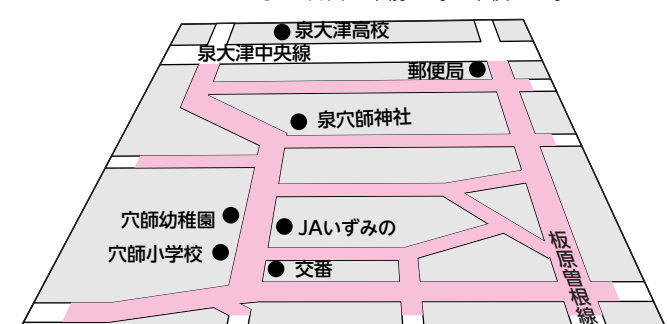 泉大津高校
泉大津中央線
郵便局
泉穴師神社
穴師幼稚園
JAいずみの
穴師小学校
交番
板原曽根線